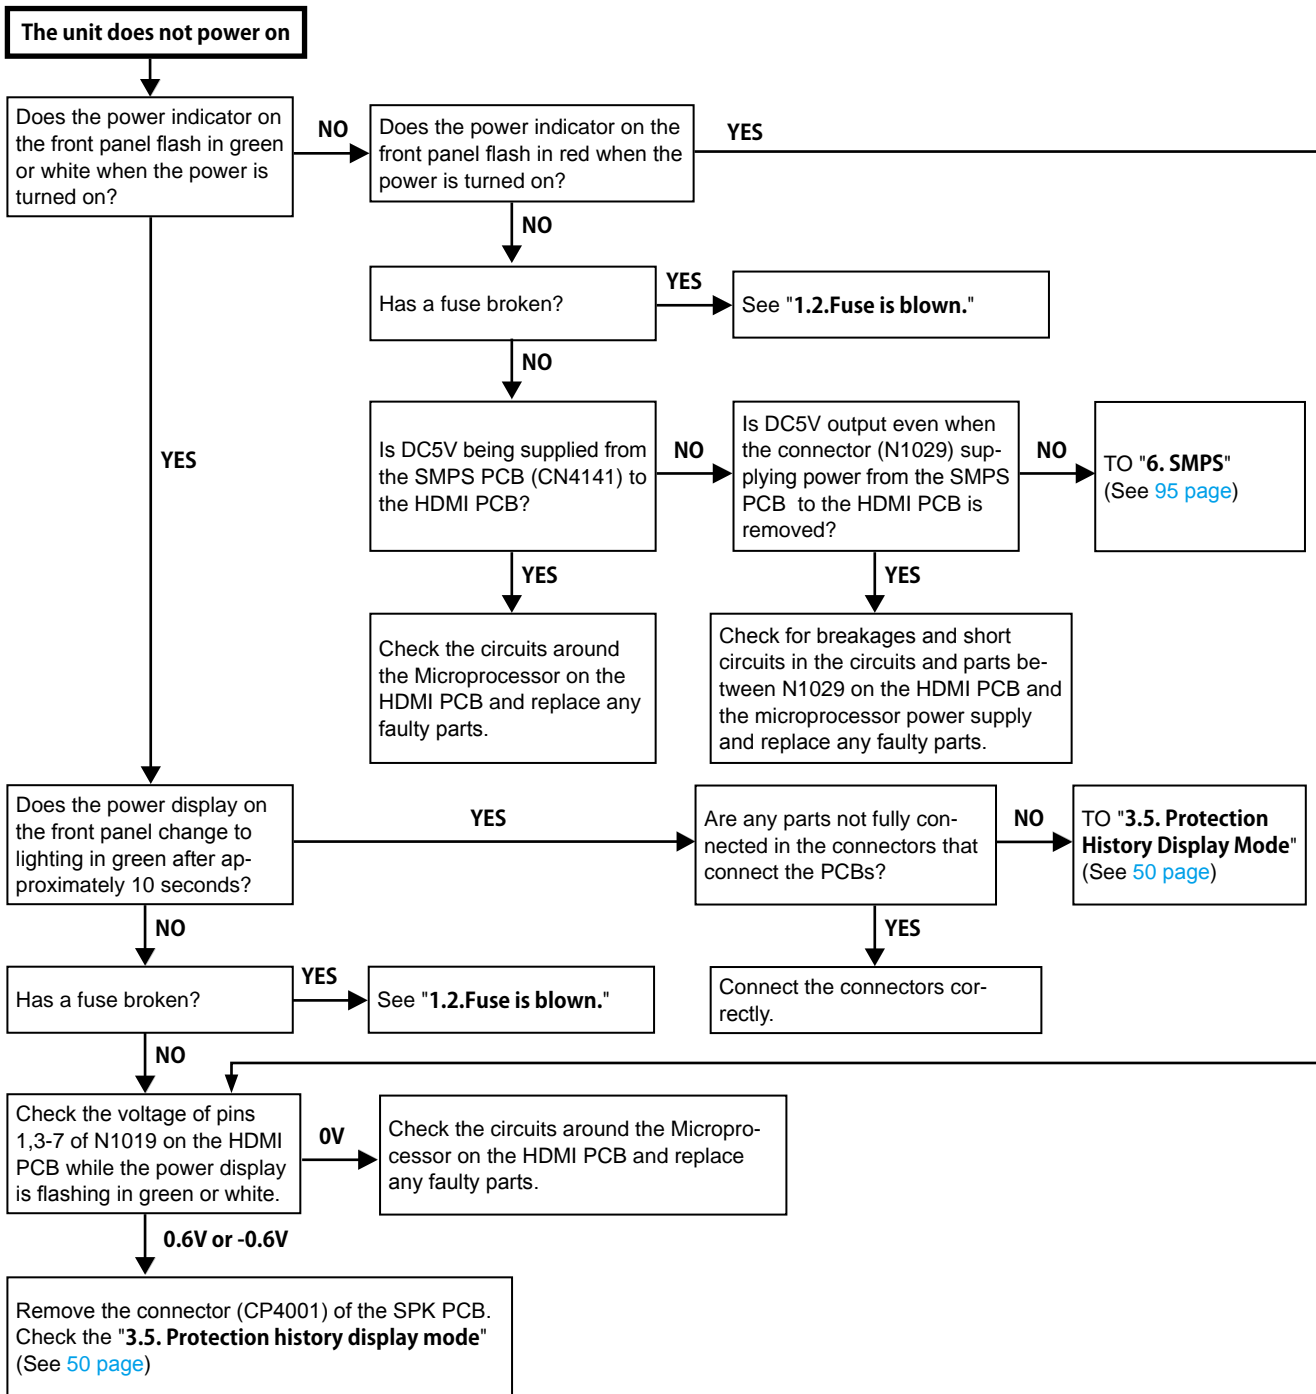 The unit does not power on
Does the power indicator on
the front panel flash in green
or white when the power is
turned on?
NO
Does the power indicator on the
front panel flash in red when the
power is turned on?
YES
NO
Has a fuse broken?
YES
See "1.2.Fuse is blown."
NO
YES
Is DC5V being supplied from
the SMPS PCB (CN4141) to
the HDMI PCB?
NO
Is DC5V output even when
the connector (N1029) sup-
plying power from the SMPS
PCB to the HDMI PCB is
removed?
NO
TO "6. SMPS"
(See 95 page)
YES
YES
Check the circuits around
the Microprocessor on the
HDMI PCB and replace any
faulty parts.
Check for breakages and short
circuits in the circuits and parts be-
tween N1029 on the HDMI PCB and
the microprocessor power supply
and replace any faulty parts.
Does the power display on
the front panel change to
lighting in green after ap-
proximately 10 seconds?
YES
Are any parts not fully con-
nected in the connectors that
connect the PCBs?
NO
TO "3.5. Protection
History Display Mode"
(See 50 page)
NO
YES
Has a fuse broken?
YES
See "1.2.Fuse is blown."
Connect the connectors cor-
rectly.
NO
Check the voltage of pins
1,3-7 of N1019 on the HDMI
PCB while the power display
is flashing in green or white.
0V
Check the circuits around the Micropro-
cessor on the HDMI PCB and replace
any faulty parts.
0.6V or -0.6V
Remove the connector (CP4001) of the SPK PCB.
Check the "3.5. Protection history display mode"
(See 50 page)